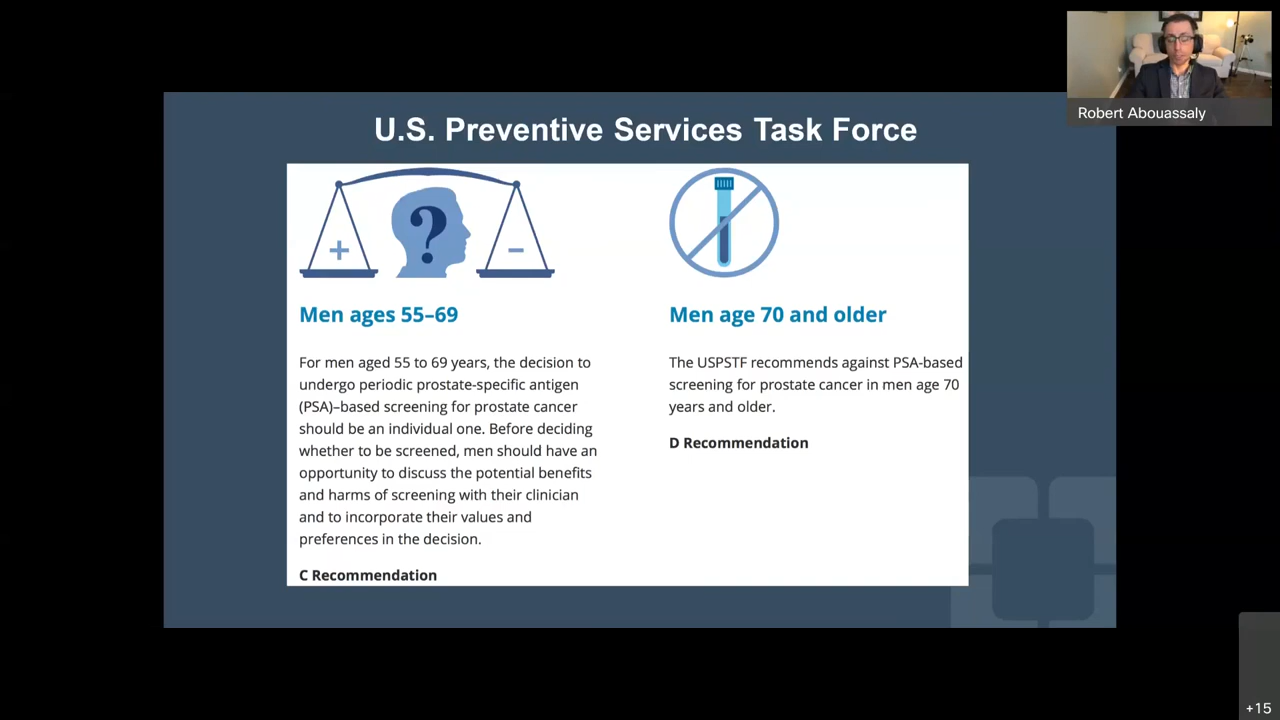 Robert Abouassaly
U.S. Preventive Services Task Force
+
?
−
Men ages 55–69
For men aged 55 to 69 years, the decision to
undergo periodic prostate-specific antigen
(PSA)–based screening for prostate cancer
should be an individual one. Before deciding
whether to be screened, men should have an
opportunity to discuss the potential benefits
and harms of screening with their clinician
and to incorporate their values and
preferences in the decision.
C Recommendation
Men age 70 and older
The USPSTF recommends against PSA-based
screening for prostate cancer in men age 70
years and older.
D Recommendation
+15